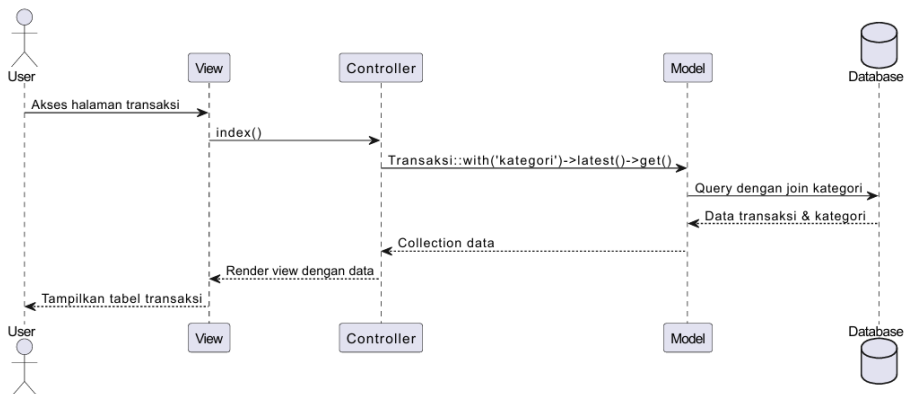 User
View
Controller
Model
Database
Akses halaman transaksi
index()
Transaksi::with('kategori')->latest()->get()
Query dengan join kategori
Data transaksi & kategori
Collection data
Render view dengan data
Tampilkan tabel transaksi
User
View
Controller
Model
Database